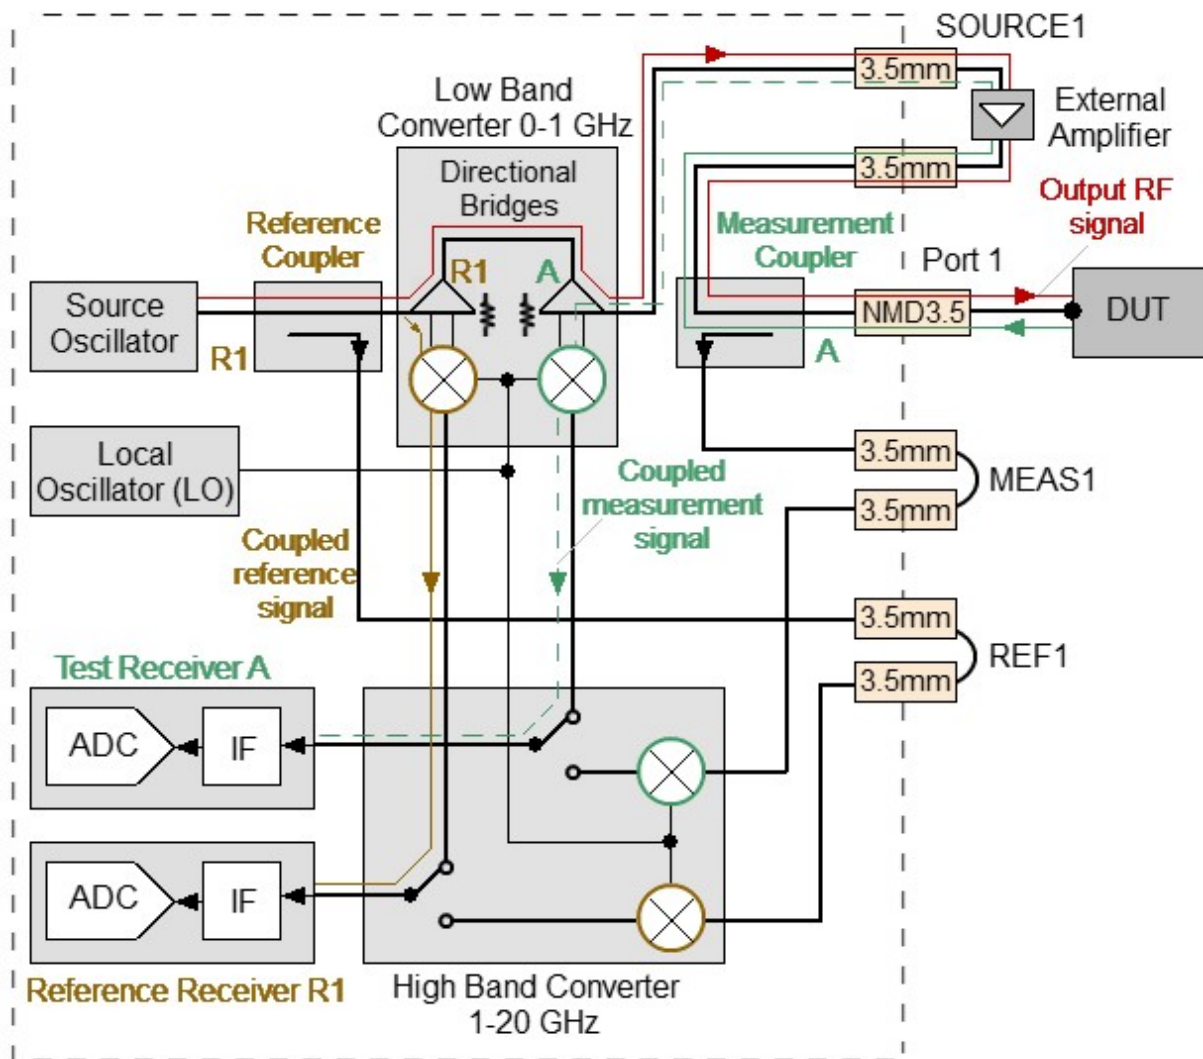 SOURCE1
3.5mm
Low Band
Converter 0-1 GHz
External
Amplifier
Directional
Bridges
3.5mm
Output RF
signal
Reference
Coupler
Measurement
Coupler
R1
A
Port 1
Source
Oscillator
R1
NMD3.5
DUT
A
Local
Oscillator (LO)
3.5mm
MEAS1
3.5mm
Coupled
measurement
signal
Coupled
reference
signal
3.5mm
REF1
3.5mm
Test Receiver A
ADC
IF
ADC
IF
Reference Receiver R1
High Band Converter
1-20 GHz